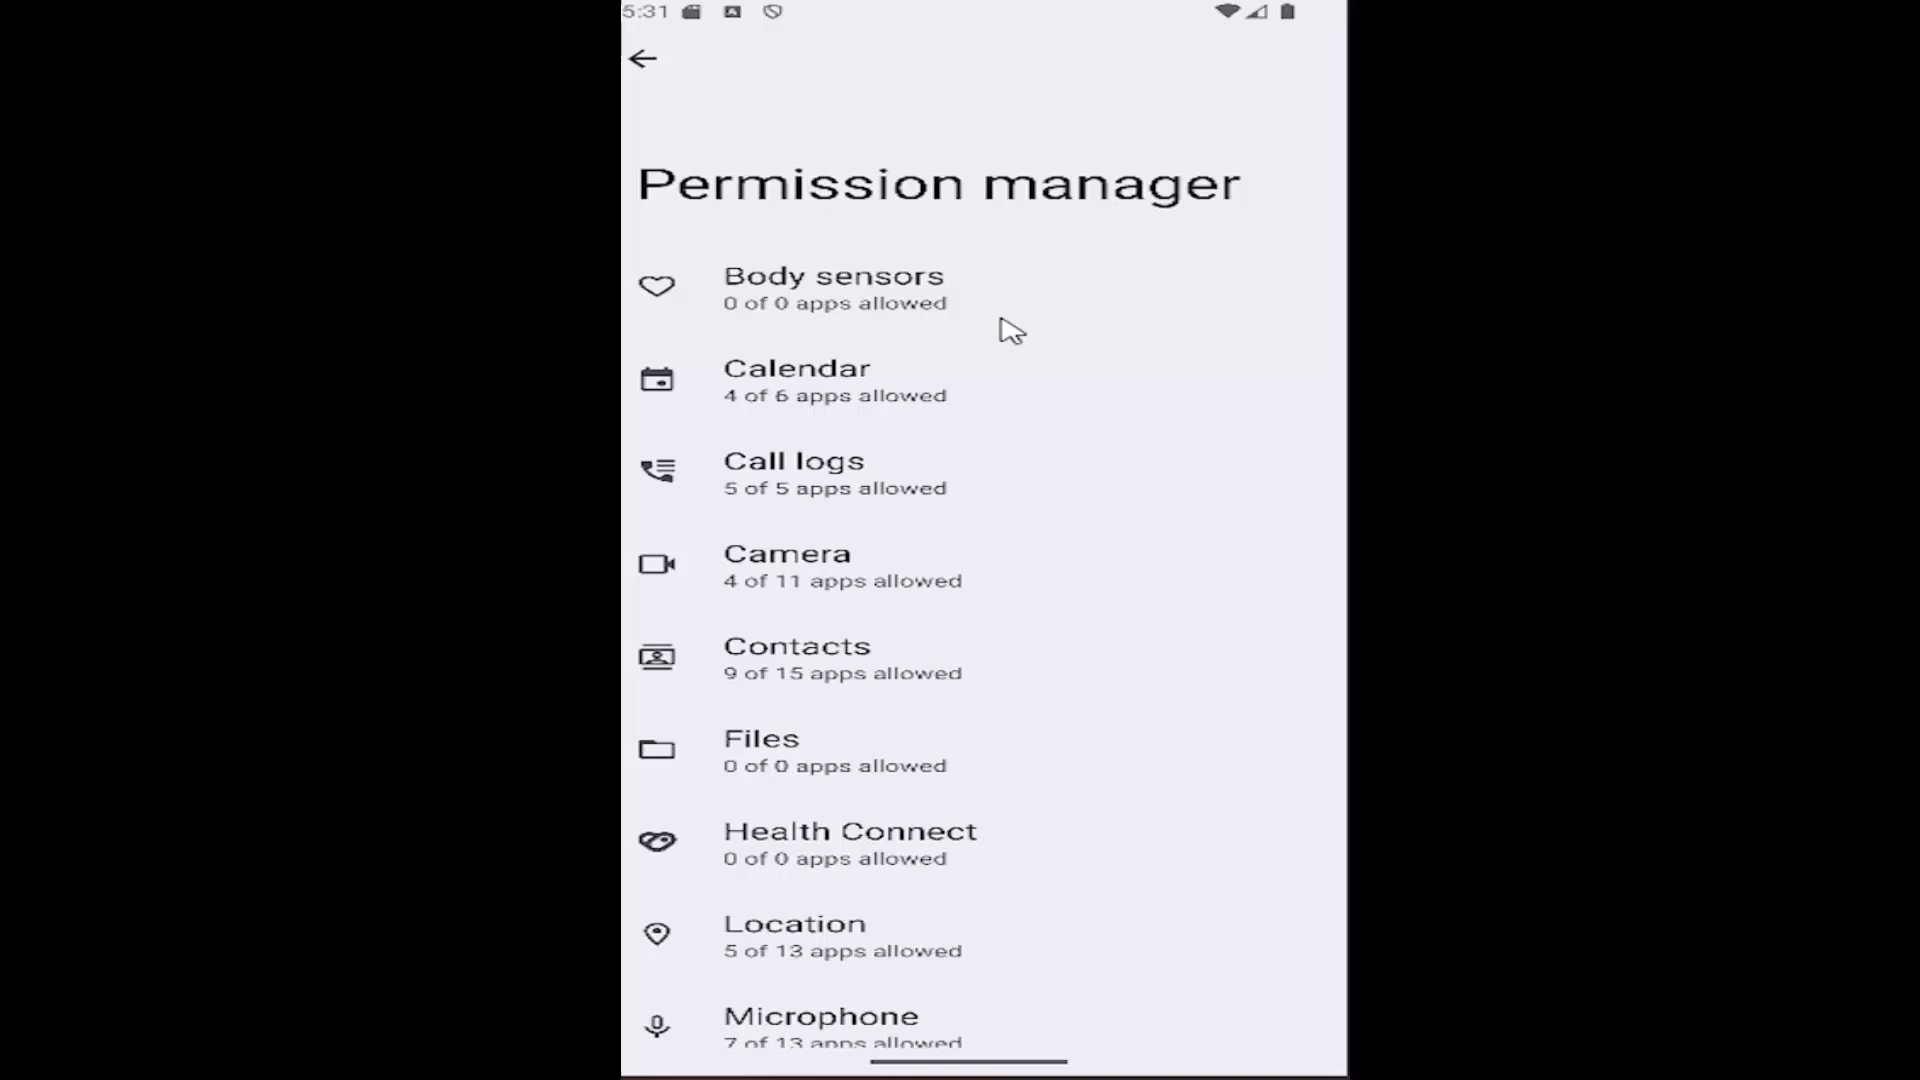 5:31
Permission manager
Body sensors
0 of 0 apps allowed
Calendar
4 of 6 apps allowed
Call logs
5 of 5 apps allowed
Camera
4 of 11 apps allowed
Contacts
9 of 15 apps allowed
Files
0 of 0 apps allowed
Health Connect
0 of 0 apps allowed
Location
5 of 13 apps allowed
Microphone
7 of 13 apps allowed